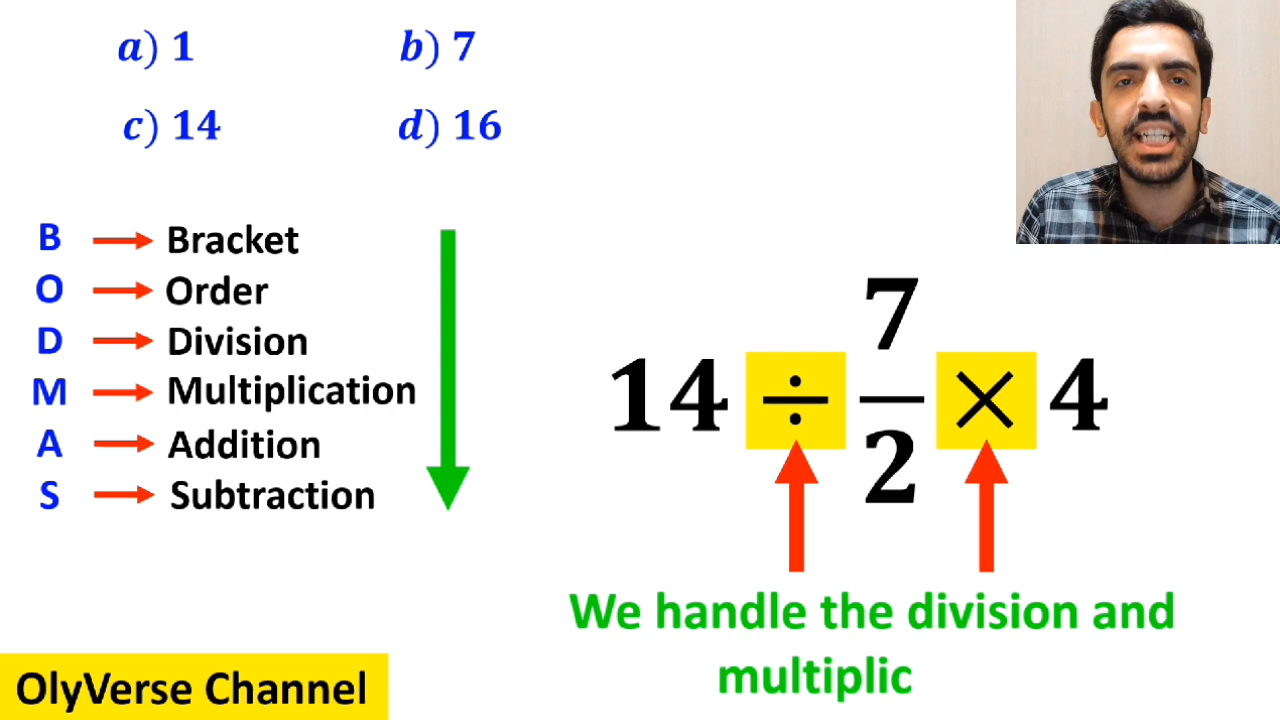 a) 1 b) 7
c) 14 d) 16
B Bracket
O Order
D Division
M Multiplication
A Addition
S Subtraction
14 ÷ 7/2 × 4
We handle the division and
multiplic
OlyVerse Channel